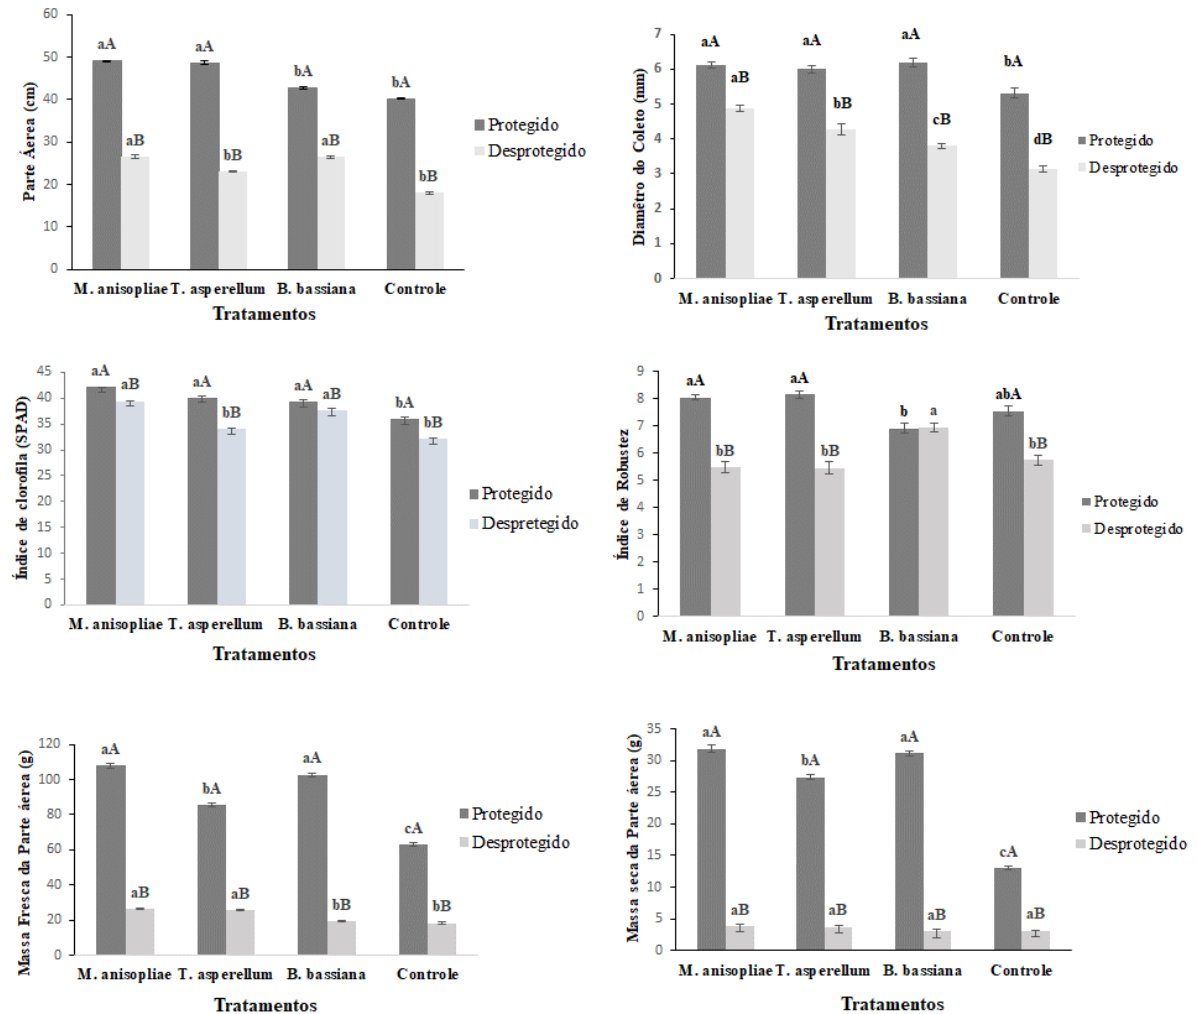 60
50
40
30
20
10
0
Parte Áerea (cm)
aA
aB
aA
bB
bA
aB
bA
bB
Protegido
Desprotegido
M. anisopliae T. asperellum B. bassiana Controle
Tratamentos
7
6
5
4
3
2
1
0
Diamêtro do Coleto (mm)
aA
aB
aA
bB
aA
cB
bA
dB
Protegido
Desprotegido
M. anisopliae T. asperellum B. bassiana Controle
Tratamentos
45
40
35
30
25
20
15
10
5
0
Índice de clorofila (SPAD)
aA
aB
aA
bB
aA
aB
bA
bB
Protegido
Despretegido
M. anisopliae T. asperellum B. bassiana Controle
Tratamentos
9
8
7
6
5
4
3
2
1
0
Índice de Robustez
aA
bB
aA
bB
b
a
abA
bB
Protegido
Desprotegido
M. anisopliae T. asperellum B. bassiana Controle
Tratamentos
120
100
80
60
40
20
0
Massa Fresca da Parte áerea (g)
aA
aB
bA
aB
aA
bB
cA
bB
Protegido
Desprotegido
M. anisopliae T. asperellum B. bassiana Controle
Tratamentos
35
30
25
20
15
10
5
0
Massa seca da Parte áerea (g)
aA
aB
bA
aB
aA
aB
cA
aB
Protegido
Desprotegido
M. anisopliae T. asperellum B. bassiana Controle
Tratamentos